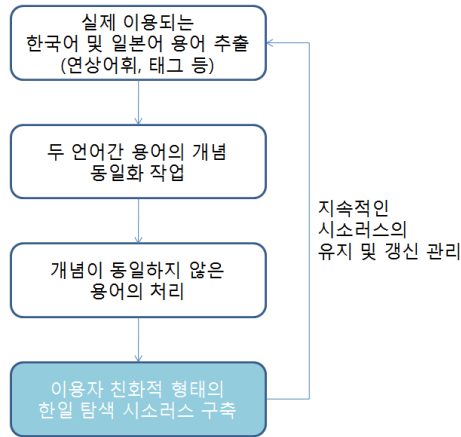 실제 이용되는
한국어 및 일본어 용어 추출
(연상어휘, 태그 등)
두 언어간 용어의 개념
동일화 작업
개념이 동일하지 않은
용어의 처리
이용자 친화적 형태의
한일 탐색 시소러스 구축
지속적인
시소러스의
유지 및 갱신 관리